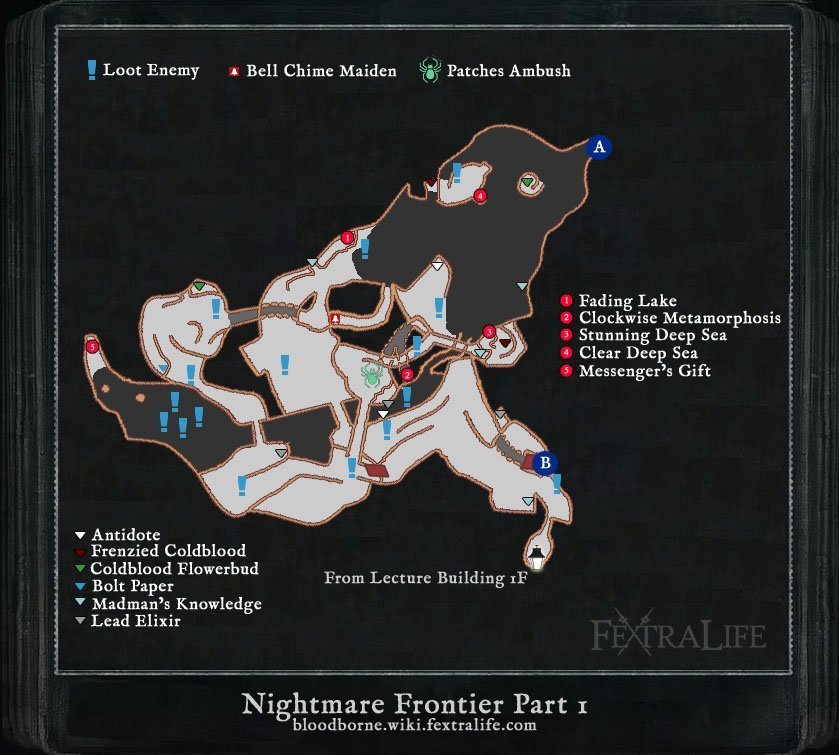 Loot Enemy
Bell Chime Maiden
Patches Ambush
A
4
1
1 Fading Lake
2 Clockwise Metamorphosis
3 Stunning Deep Sea
4 Clear Deep Sea
5 Messenger's Gift
3
5
2
B
Antidote
Frenzied Coldblood
Coldblood Flowerbud
Bolt Paper
Madman's Knowledge
Lead Elixir
From Lecture Building 1F
FEXTRALIFE
Nightmare Frontier Part 1
bloodborne.wiki.fextralife.com